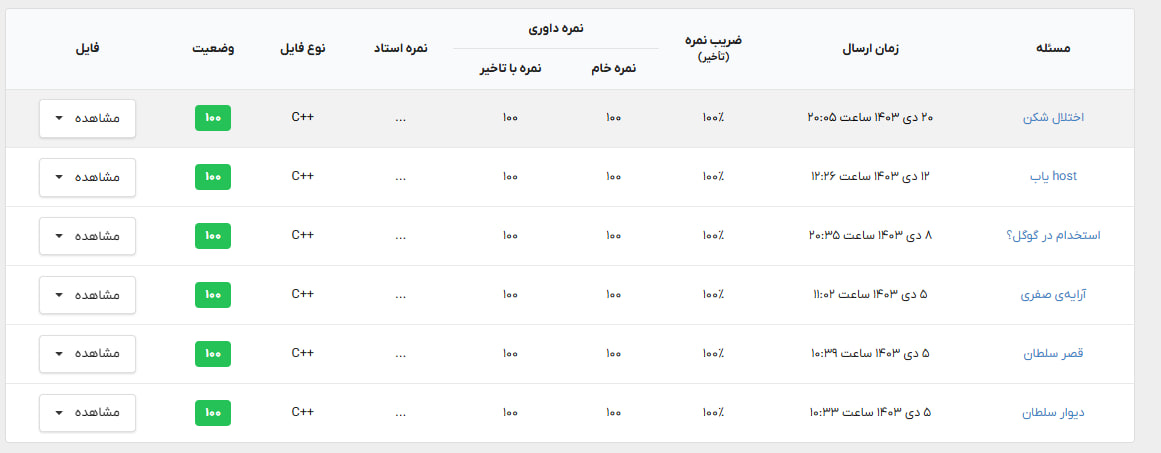 مسئله زمان ارسال ضریب نمره (تأخیر) نمره داوری نمره خام نمره با تاخیر نمره استاد نوع فایل وضعیت فایل
اختلال شکن ۲۰ دی ۱۴۰۳ ساعت ۲۰:۰۵ ۱۰۰٪ ۱۰۰ ۱۰۰ ... C++ ۱۰۰ مشاهده
host یاب ۱۲ دی ۱۴۰۳ ساعت ۱۲:۲۶ ۱۰۰٪ ۱۰۰ ۱۰۰ ... C++ ۱۰۰ مشاهده
استخدام در گوگل؟ ۸ دی ۱۴۰۳ ساعت ۲۰:۳۵ ۱۰۰٪ ۱۰۰ ۱۰۰ ... C++ ۱۰۰ مشاهده
آرایه‌ی صفری ۵ دی ۱۴۰۳ ساعت ۱۱:۰۲ ۱۰۰٪ ۱۰۰ ۱۰۰ ... C++ ۱۰۰ مشاهده
قصر سلطان ۵ دی ۱۴۰۳ ساعت ۱۰:۳۹ ۱۰۰٪ ۱۰۰ ۱۰۰ ... C++ ۱۰۰ مشاهده
دیوار سلطان ۵ دی ۱۴۰۳ ساعت ۱۰:۳۳ ۱۰۰٪ ۱۰۰ ۱۰۰ ... C++ ۱۰۰ مشاهده